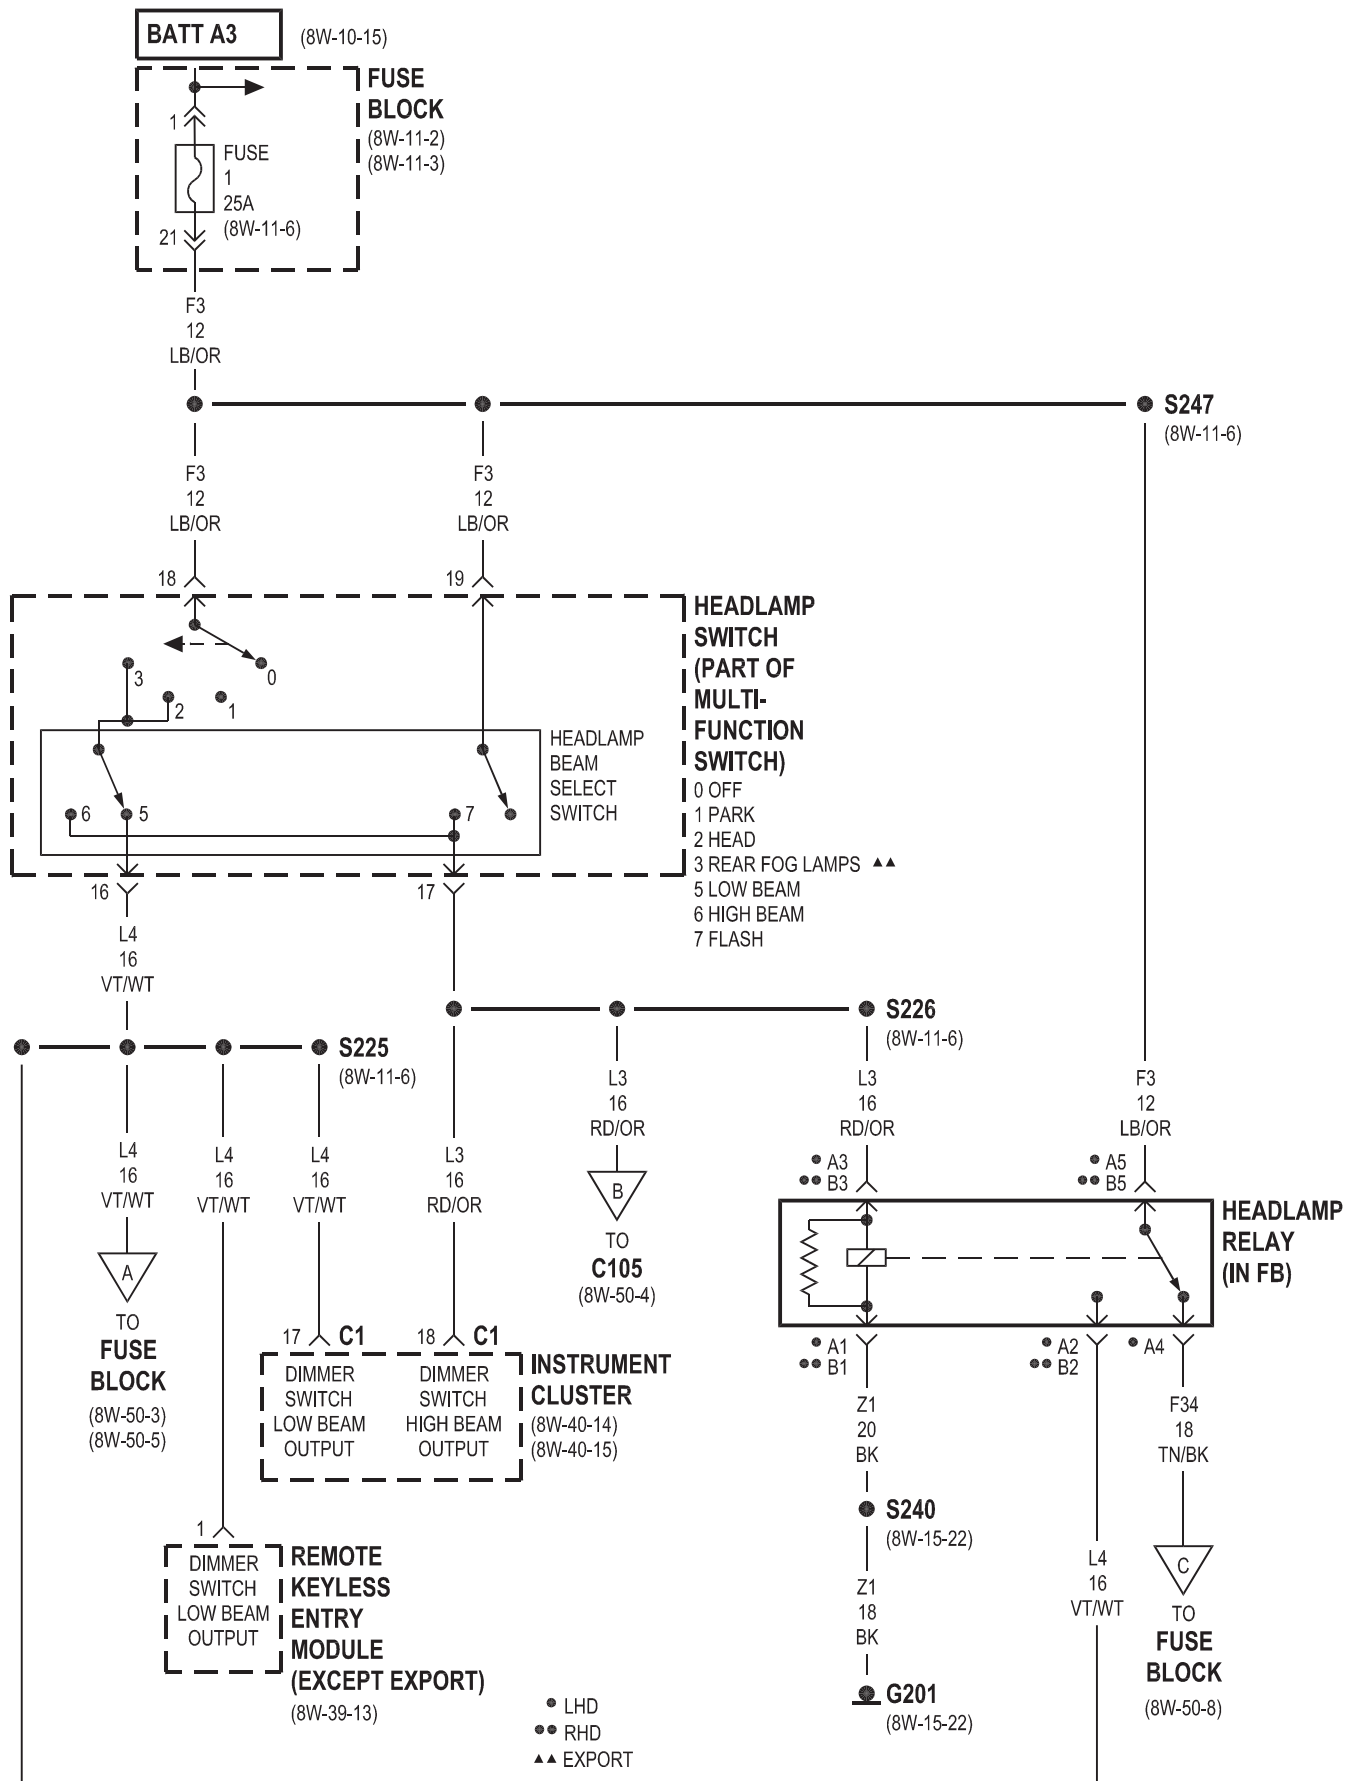 BATT A3
(8W-10-15)
FUSE
BLOCK
(8W-11-2)
(8W-11-3)
1
FUSE
1
25A
(8W-11-6)
21
F3
12
LB/OR
S247
(8W-11-6)
F3
12
LB/OR
F3
12
LB/OR
18
19
HEADLAMP
SWITCH
(PART OF
MULTI-
FUNCTION
SWITCH)
0 OFF
1 PARK
2 HEAD
3 REAR FOG LAMPS ▲▲
5 LOW BEAM
6 HIGH BEAM
7 FLASH
3
0
2
1
HEADLAMP
BEAM
SELECT
SWITCH
6
5
7
16
17
L4
16
VT/WT
S226
(8W-11-6)
S225
(8W-11-6)
L3
16
RD/OR
L3
16
RD/OR
F3
12
LB/OR
L4
16
VT/WT
L4
16
VT/WT
L4
16
VT/WT
L3
16
RD/OR
● A3
●● B3
● A5
●● B5
B
TO
C105
(8W-50-4)
HEADLAMP
RELAY
(IN FB)
A
TO
FUSE
BLOCK
(8W-50-3)
(8W-50-5)
17 C1
18 C1
DIMMER
SWITCH
LOW BEAM
OUTPUT
DIMMER
SWITCH
HIGH BEAM
OUTPUT
INSTRUMENT
CLUSTER
(8W-40-14)
(8W-40-15)
● A1
●● B1
● A2
●● B2
● A4
Z1
20
BK
F34
18
TN/BK
S240
(8W-15-22)
1
DIMMER
SWITCH
LOW BEAM
OUTPUT
REMOTE
KEYLESS
ENTRY
MODULE
(EXCEPT EXPORT)
(8W-39-13)
Z1
18
BK
L4
16
VT/WT
C
TO
FUSE
BLOCK
(8W-50-8)
G201
(8W-15-22)
● LHD
●● RHD
▲▲ EXPORT